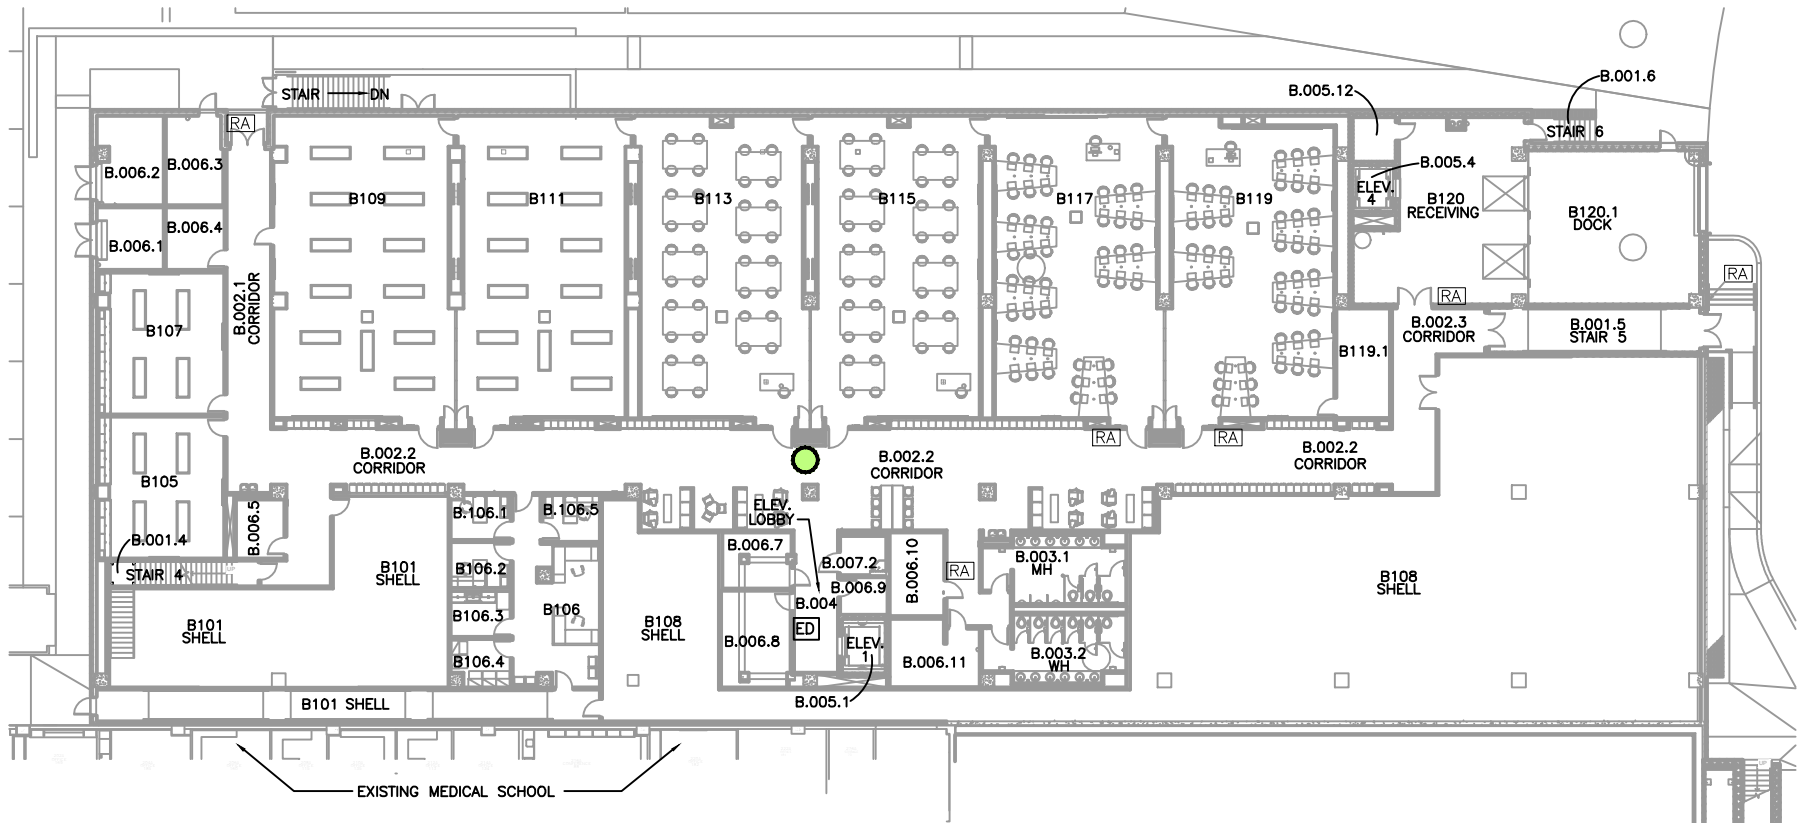 B.001.6
B.005.12
STAIR
DN
RA
STAIR 6
B.006.2
B.006.3
B.005.4
ELEV.
4
B109
B111
B113
B115
B117
B119
B120
RECEIVING
B120.1
DOCK
B.006.1
B.006.4
RA
RA
B.002.1
CORRIDOR
B107
B.002.3
CORRIDOR
B.001.5
STAIR 5
B119.1
RA
RA
B.002.2
CORRIDOR
B.002.2
CORRIDOR
B.002.2
CORRIDOR
B105
B.006.5
B.001.4
STAIR 4
UP
B101
SHELL
B.106.1
B.106.5
ELEV.
LOBBY
B.006.7
B.007.2
B.006.9
B.006.10
RA
B.003.1
MH
B106.2
B106
B106.3
B106.4
B101
SHELL
B108
SHELL
B.004
ED
B.006.8
ELEV.
1
B.006.11
B.003.2
WH
B108
SHELL
B101 SHELL
B.005.1
EXISTING MEDICAL SCHOOL
UP